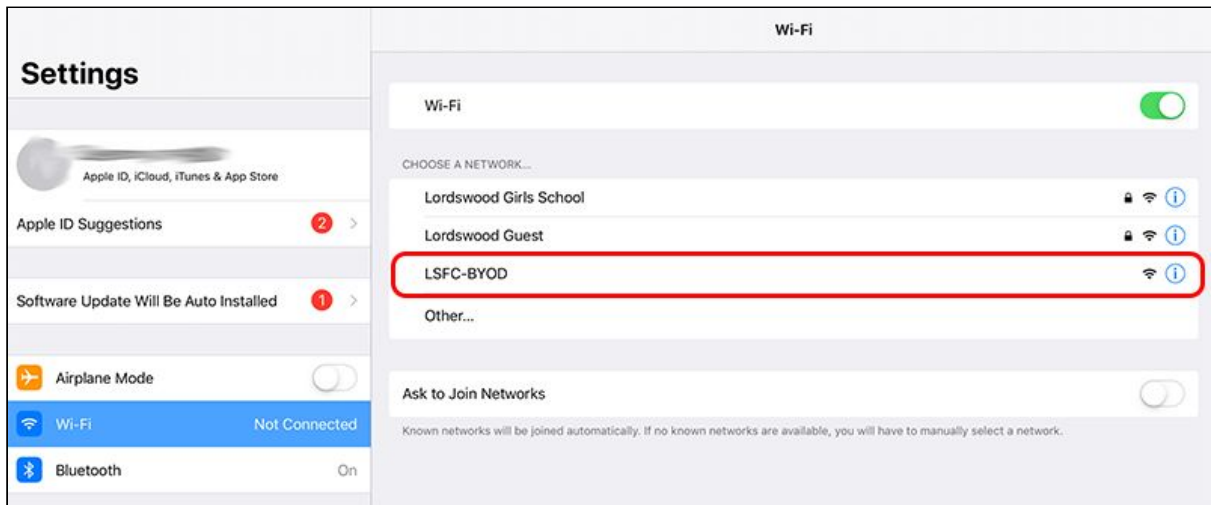 Settings
Apple ID, iCloud, iTunes & App Store
Apple ID Suggestions 2
Software Update Will Be Auto Installed 1
Airplane Mode
Wi-Fi Not Connected
Bluetooth On
Wi-Fi
Wi-Fi
CHOOSE A NETWORK...
Lordswood Girls School
Lordswood Guest
LSFC-BYOD
Other...
Ask to Join Networks
Known networks will be joined automatically. If no known networks are available, you will have to manually select a network.